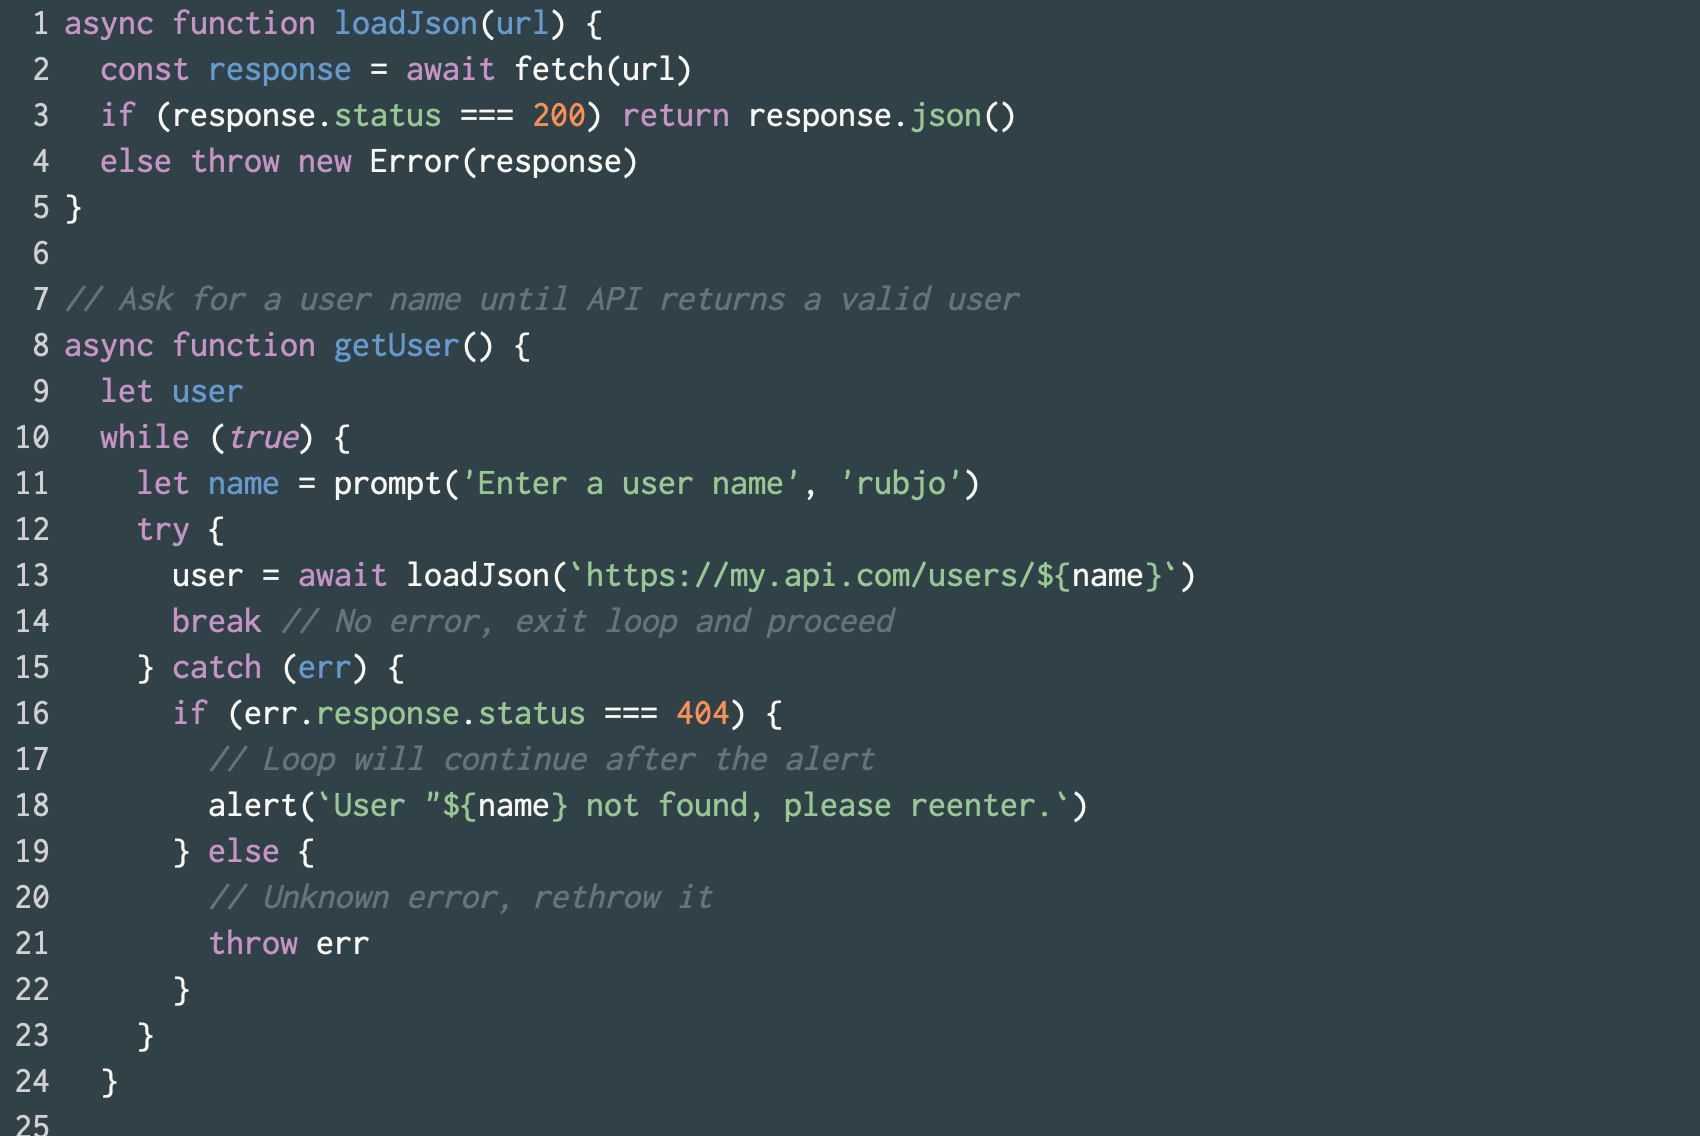 1 async function loadJson(url) {
2   const response = await fetch(url)
3   if (response.status === 200) return response.json()
4   else throw new Error(response)
5 }
6
7 // Ask for a user name until API returns a valid user
8 async function getUser() {
9   let user
10   while (true) {
11     let name = prompt('Enter a user name', 'rubjo')
12     try {
13       user = await loadJson(`https://my.api.com/users/${name}`)
14       break // No error, exit loop and proceed
15     } catch (err) {
16       if (err.response.status === 404) {
17         // Loop will continue after the alert
18         alert(`User "${name} not found, please reenter.`)
19       } else {
20         // Unknown error, rethrow it
21         throw err
22       }
23     }
24   }
25